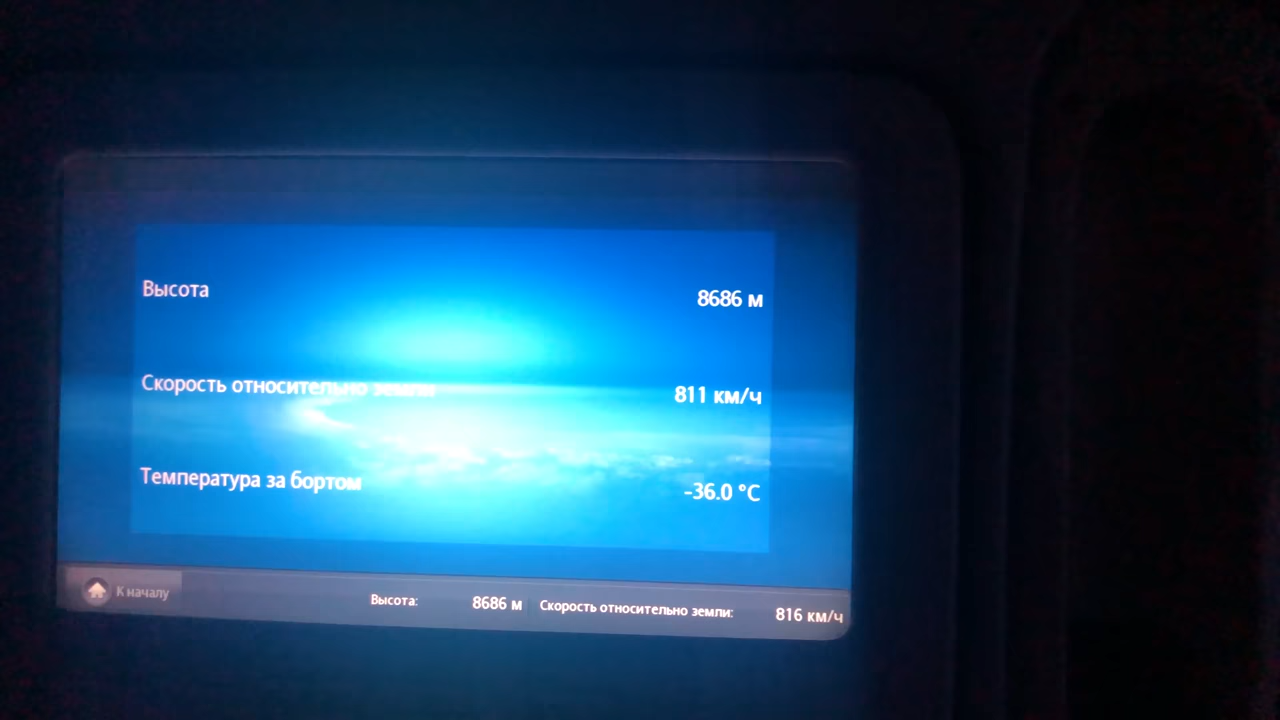 Высота 8686 м
Скорость относительно земли 811 км/ч
Температура за бортом -36.0 °C
К началу Высота: 8686 м Скорость относительно земли: 816 км/ч